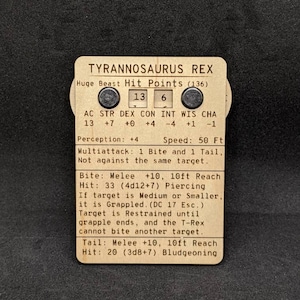 TYRANNOSAURUS REX
Huge Beast Hit Points (136)
13 6
AC STR DEX CON INT WIS CHA
13 +7 +0 +4 -4 +1 -1
Perception: +4 Speed: 50 Ft
Multiattack: 1 Bite and 1 Tail,
Not against the same target.
Bite: Melee +10, 10ft Reach
Hit: 33 (4d12+7) Piercing
If target is Medium or Smaller,
it is Grappled.(DC 17 Esc.)
Target is Restrained until
grapple ends, and the T-Rex
cannot bite another target.
Tail: Melee +10, 10ft Reach
Hit: 20 (3d8+7) Bludgeoning